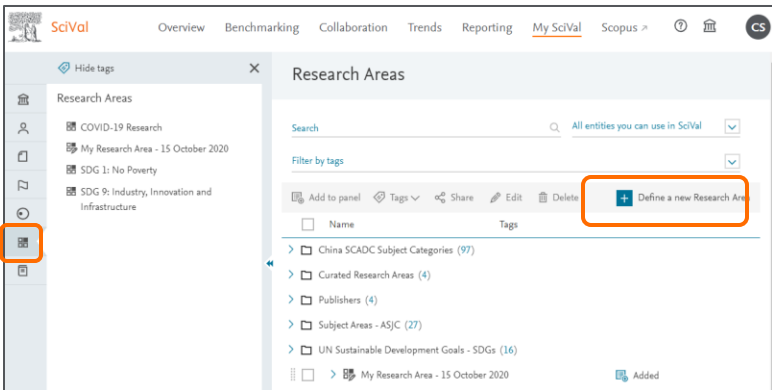 SciVal
Overview
Benchmarking
Collaboration
Trends
Reporting
My SciVal
Scopus
CS
Hide tags
Research Areas
COVID-19 Research
My Research Area - 15 October 2020
SDG 1: No Poverty
SDG 9: Industry, Innovation and
Infrastructure
Research Areas
Search
All entities you can use in SciVal
Filter by tags
Add to panel
Tags
Share
Edit
Delete
Define a new Research Are
Name
Tags
China SCADC Subject Categories (97)
Curated Research Areas (4)
Publishers (4)
Subject Areas - ASJC (27)
UN Sustainable Development Goals - SDGs (16)
My Research Area - 15 October 2020
Added